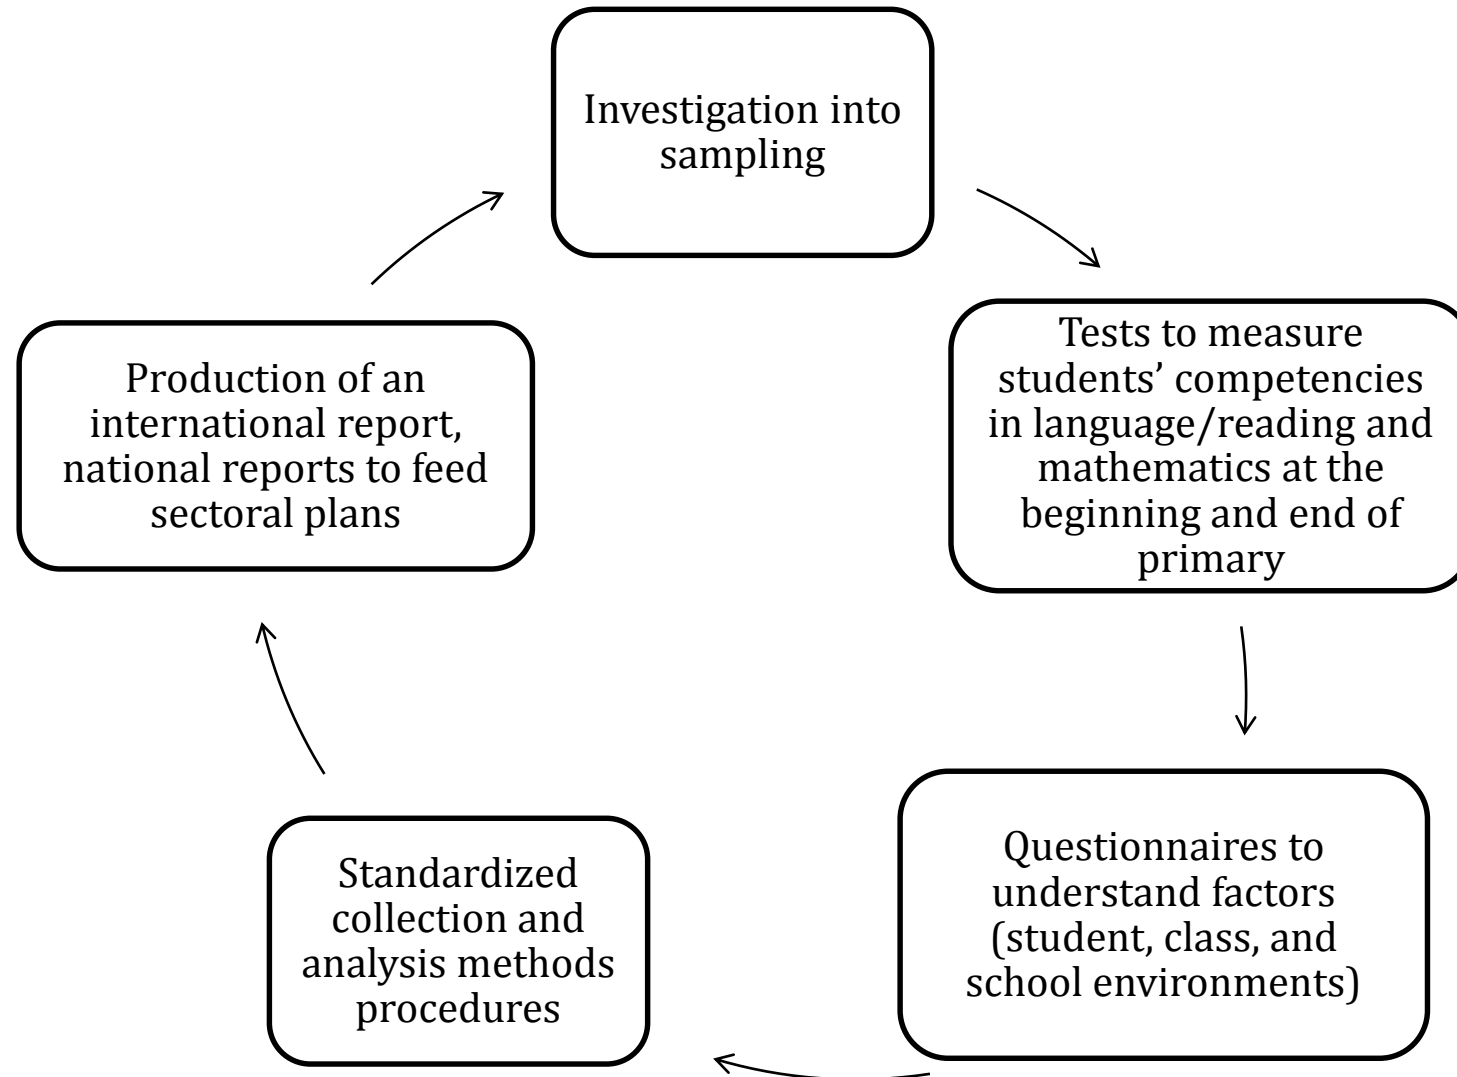 Investigation into
sampling
Tests to measure
students’ competencies
in language/reading and
mathematics at the
beginning and end of
primary
Questionnaires to
understand factors
(student, class, and
school environments)
Standardized
collection and
analysis methods
procedures
Production of an
international report,
national reports to feed
sectoral plans